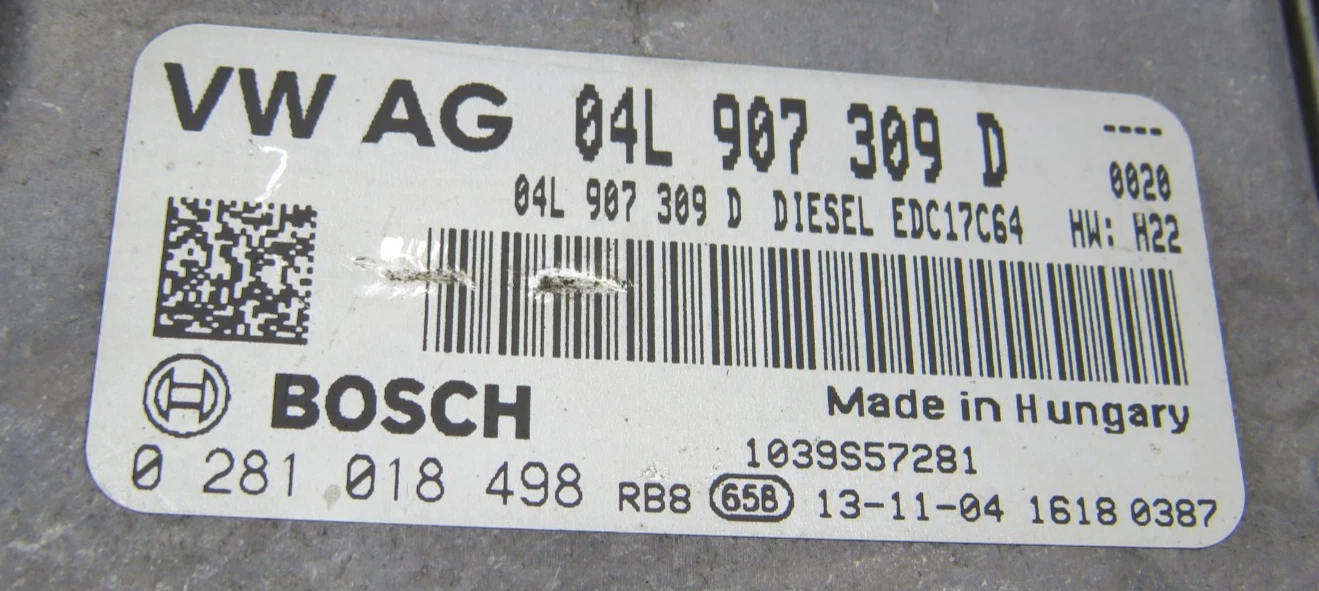 VW AG 04L 907 309 D ----
0020
04L 907 309 D DIESEL EDC17C64 HW: H22
BOSCH
Made in Hungary
1039S57281
0 281 018 498 RB8 65B 13-11-04 1618 0387